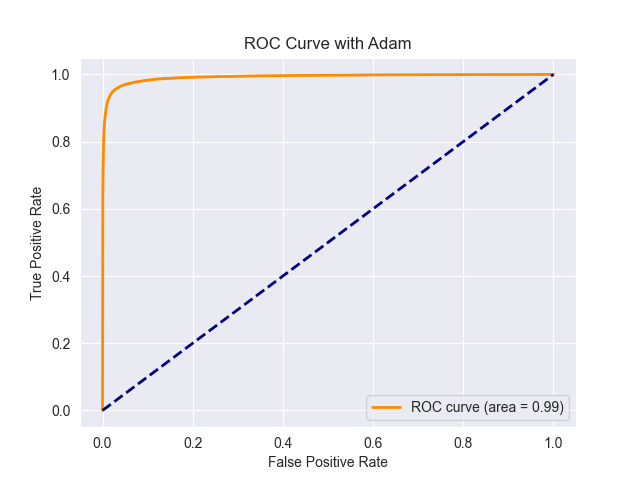 ROC Curve with Adam
1.0
0.8
0.6
0.4
0.2
0.0
True Positive Rate
0.0 0.2 0.4 0.6 0.8 1.0
False Positive Rate
ROC curve (area = 0.99)